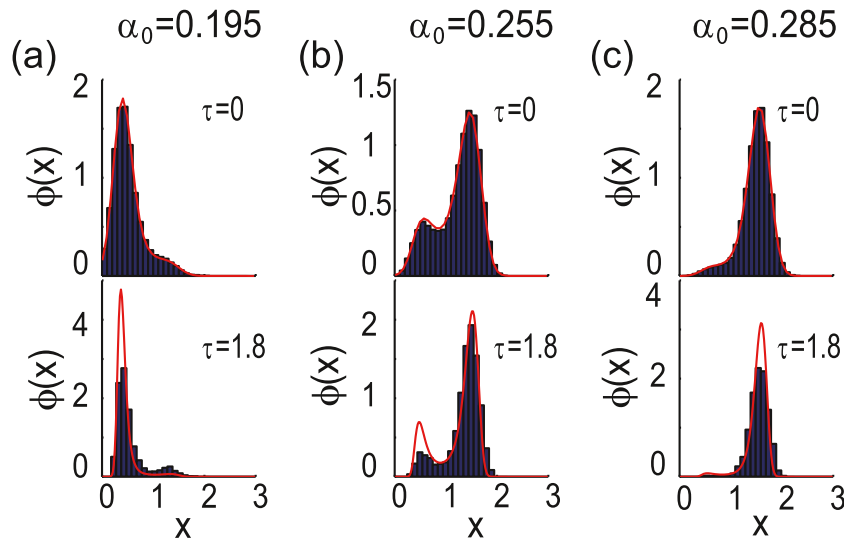 α₀=0.195
α₀=0.255
α₀=0.285
(a)
(b)
(c)
2
1
0
ϕ(x)
τ=0
1.5
1
0.5
0
ϕ(x)
τ=0
2
1
0
ϕ(x)
τ=0
4
2
0
ϕ(x)
τ=1.8
0 1 2 3
x
2
1
0
ϕ(x)
τ=1.8
0 1 2 3
x
4
2
0
ϕ(x)
τ=1.8
0 1 2 3
x